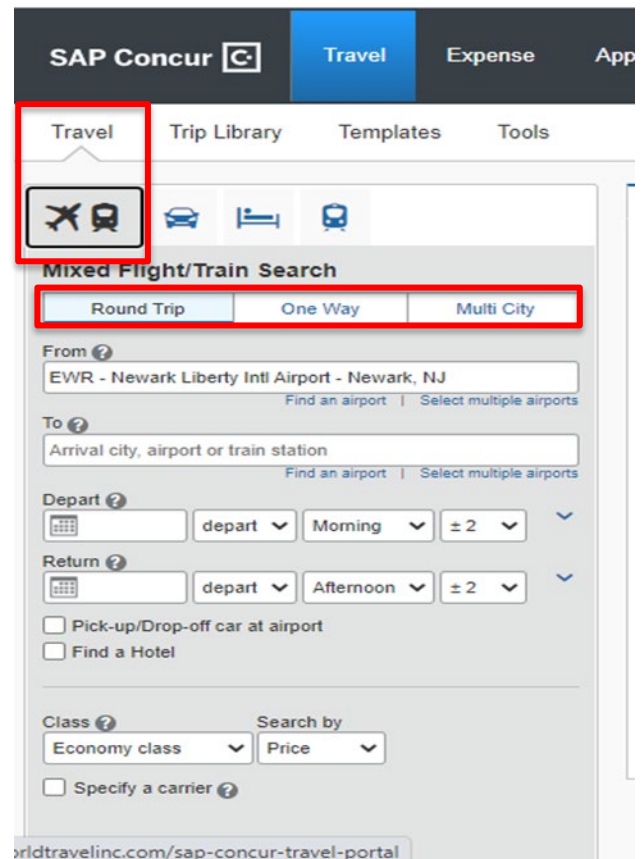 SAP Concur C. Travel Expense App
Travel Trip Library Templates Tools
Mixed Flight/Train Search
Round Trip One Way Multi City
From ?
EWR - Newark Liberty Intl Airport - Newark, NJ
Find an airport | Select multiple airports
To ?
Arrival city, airport or train station
Find an airport | Select multiple airports
Depart ?
depart Morning ± 2
Return ?
depart Afternoon ± 2
Pick-up/Drop-off car at airport
Find a Hotel
Class ? Search by
Economy class Price
Specify a carrier ?
orldtravelinc.com/sap-concur-travel-portal